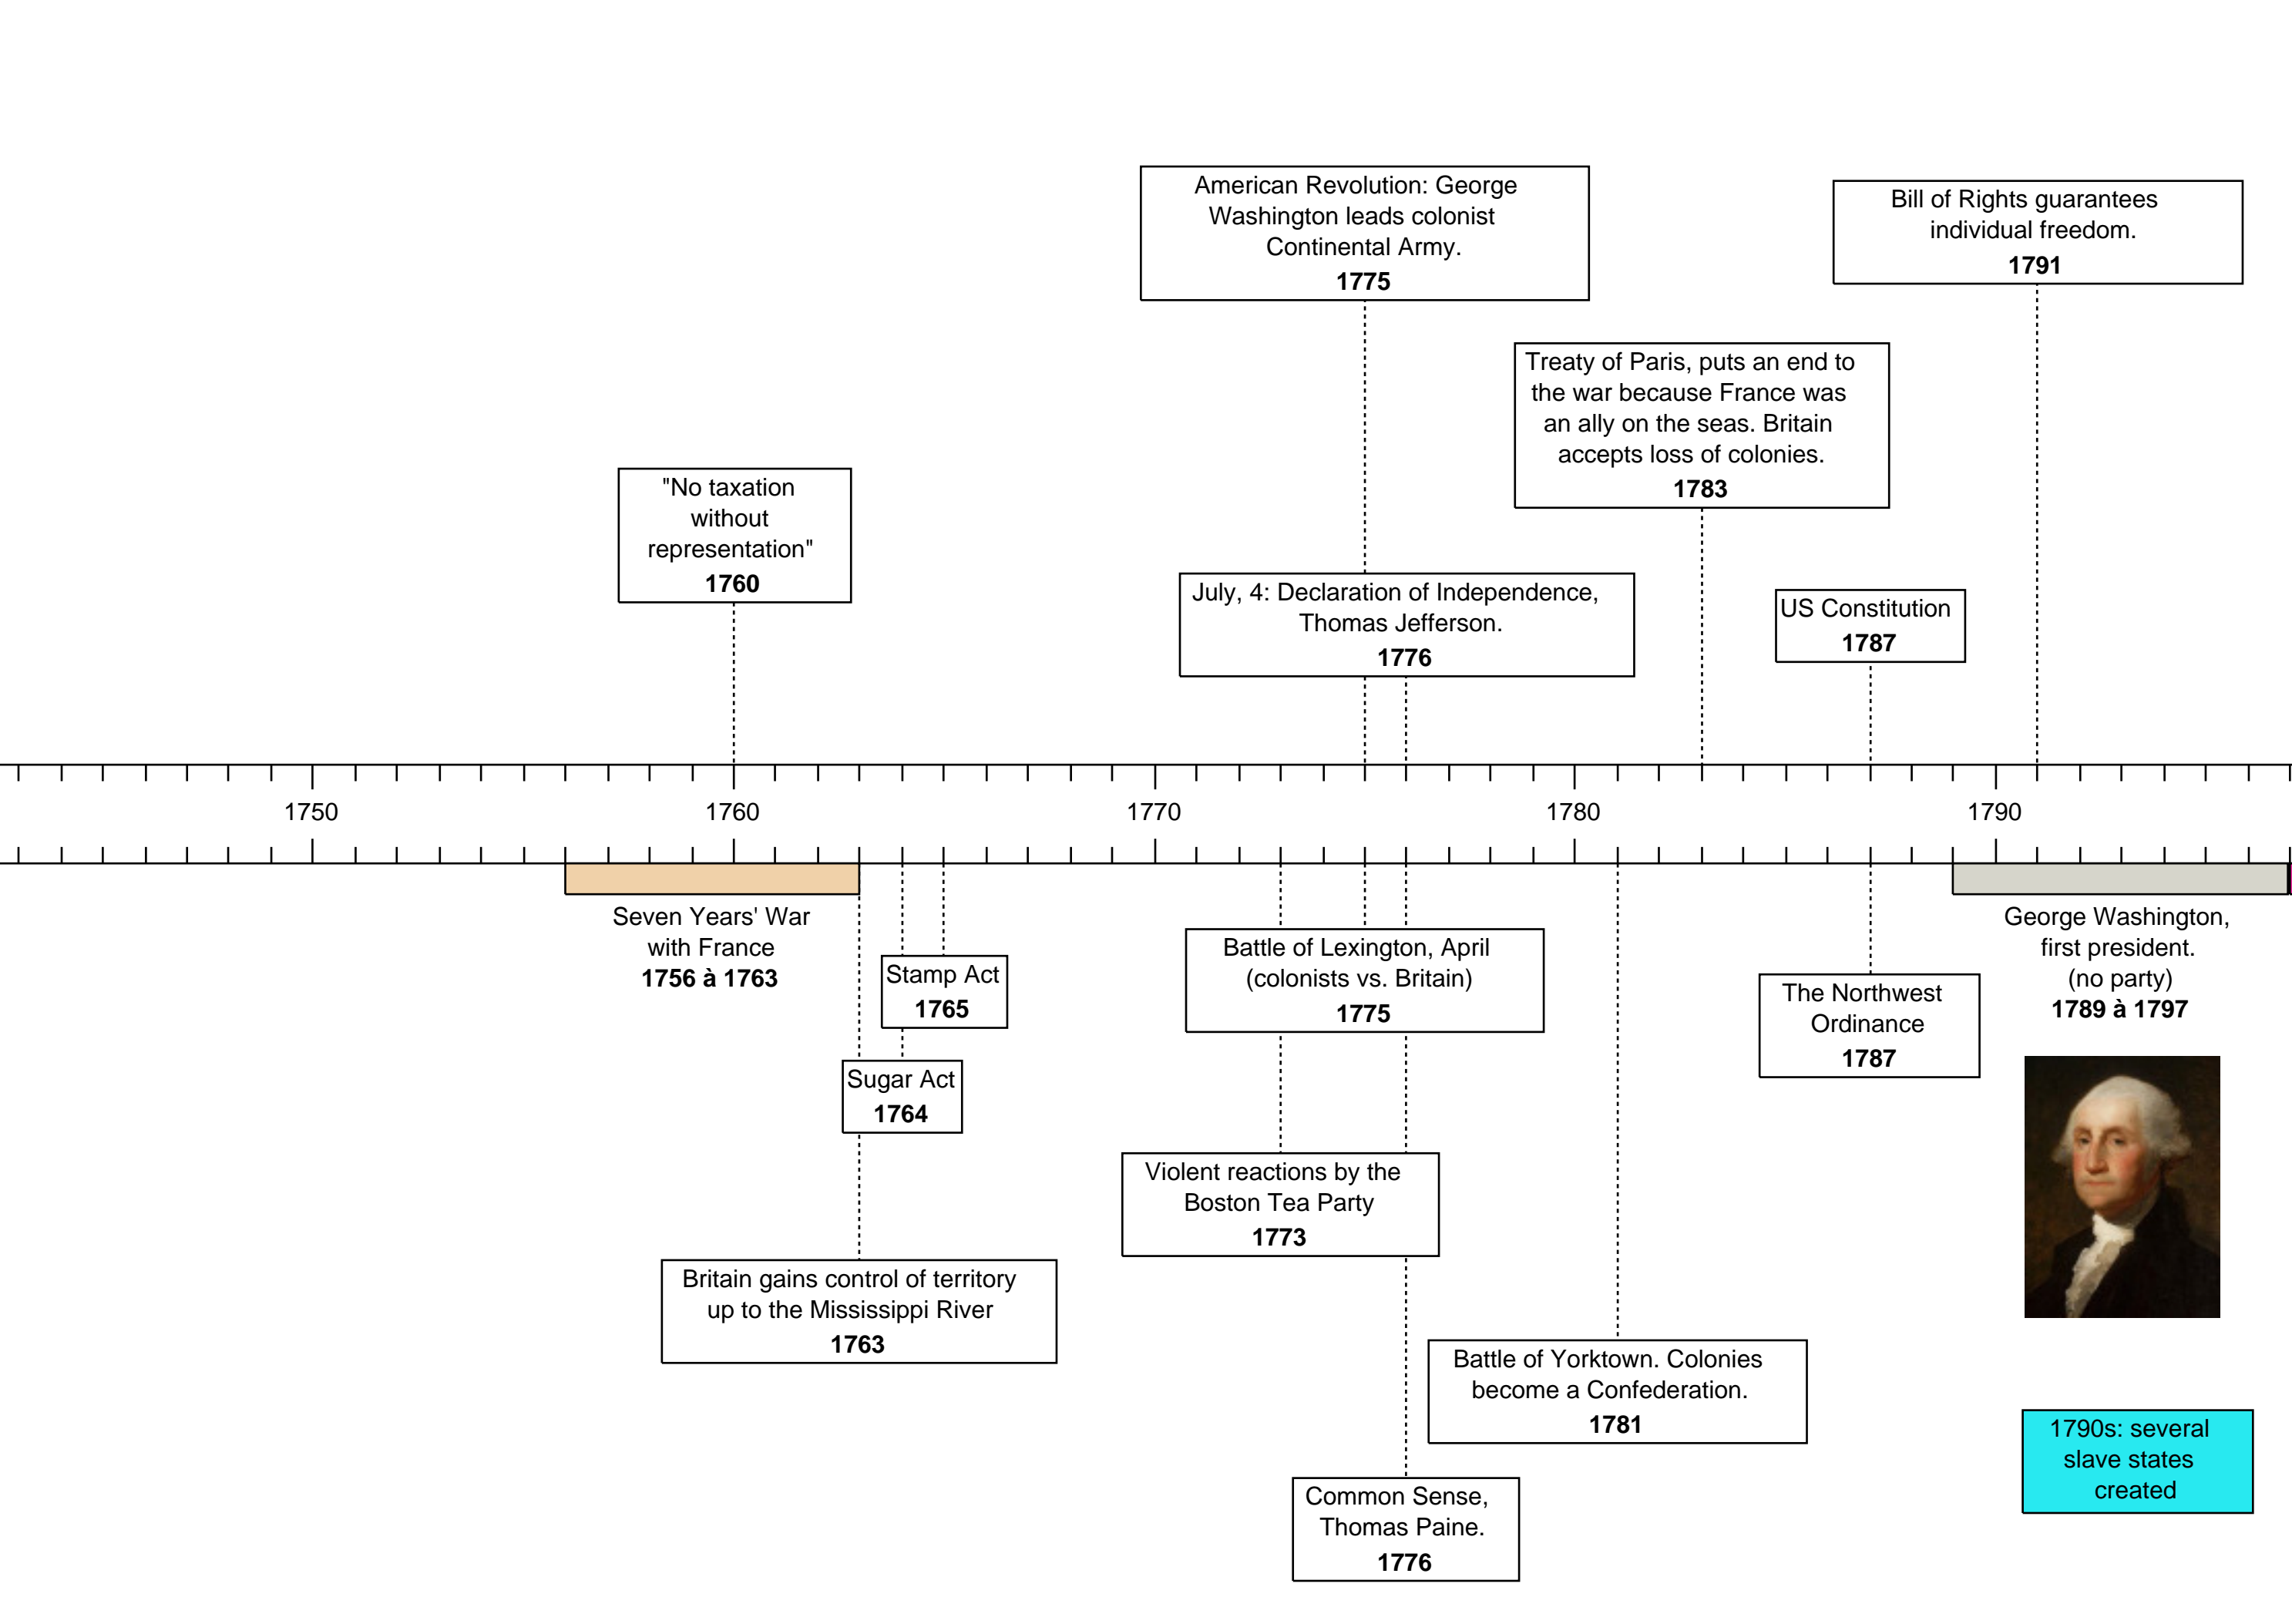 American Revolution: George
Washington leads colonist
Continental Army.
1775
Bill of Rights guarantees
individual freedom.
1791
Treaty of Paris, puts an end to
the war because France was
an ally on the seas. Britain
accepts loss of colonies.
1783
"No taxation
without
representation"
1760
July, 4: Declaration of Independence,
Thomas Jefferson.
1776
US Constitution
1787
1750
1760
1770
1780
1790
Seven Years' War
with France
1756 à 1763
Stamp Act
1765
Sugar Act
1764
Britain gains control of territory
up to the Mississippi River
1763
Battle of Lexington, April
(colonists vs. Britain)
1775
Violent reactions by the
Boston Tea Party
1773
Battle of Yorktown. Colonies
become a Confederation.
1781
Common Sense,
Thomas Paine.
1776
The Northwest
Ordinance
1787
George Washington,
first president.
(no party)
1789 à 1797
1790s: several
slave states
created